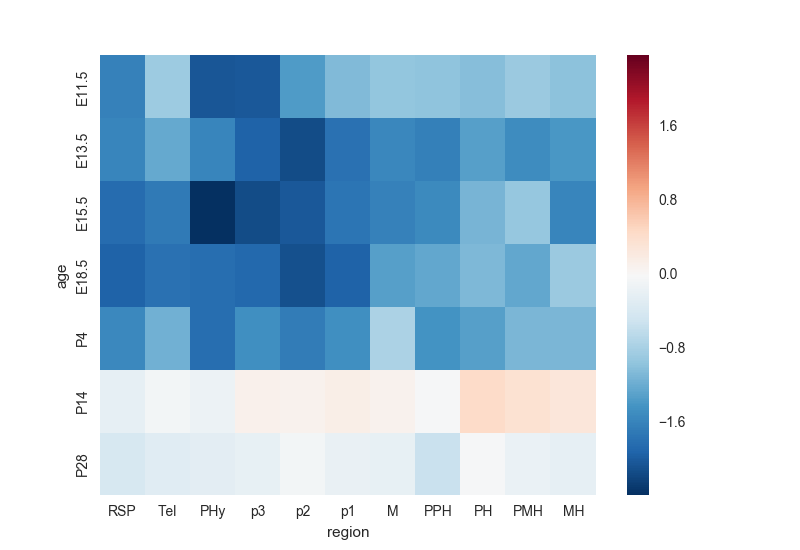 E11.5
E13.5
E15.5
E18.5
P4
P14
P28
age
RSP Tel PHy p3 p2 p1 M PPH PH PMH MH
region
1.6
0.8
0.0
−0.8
−1.6